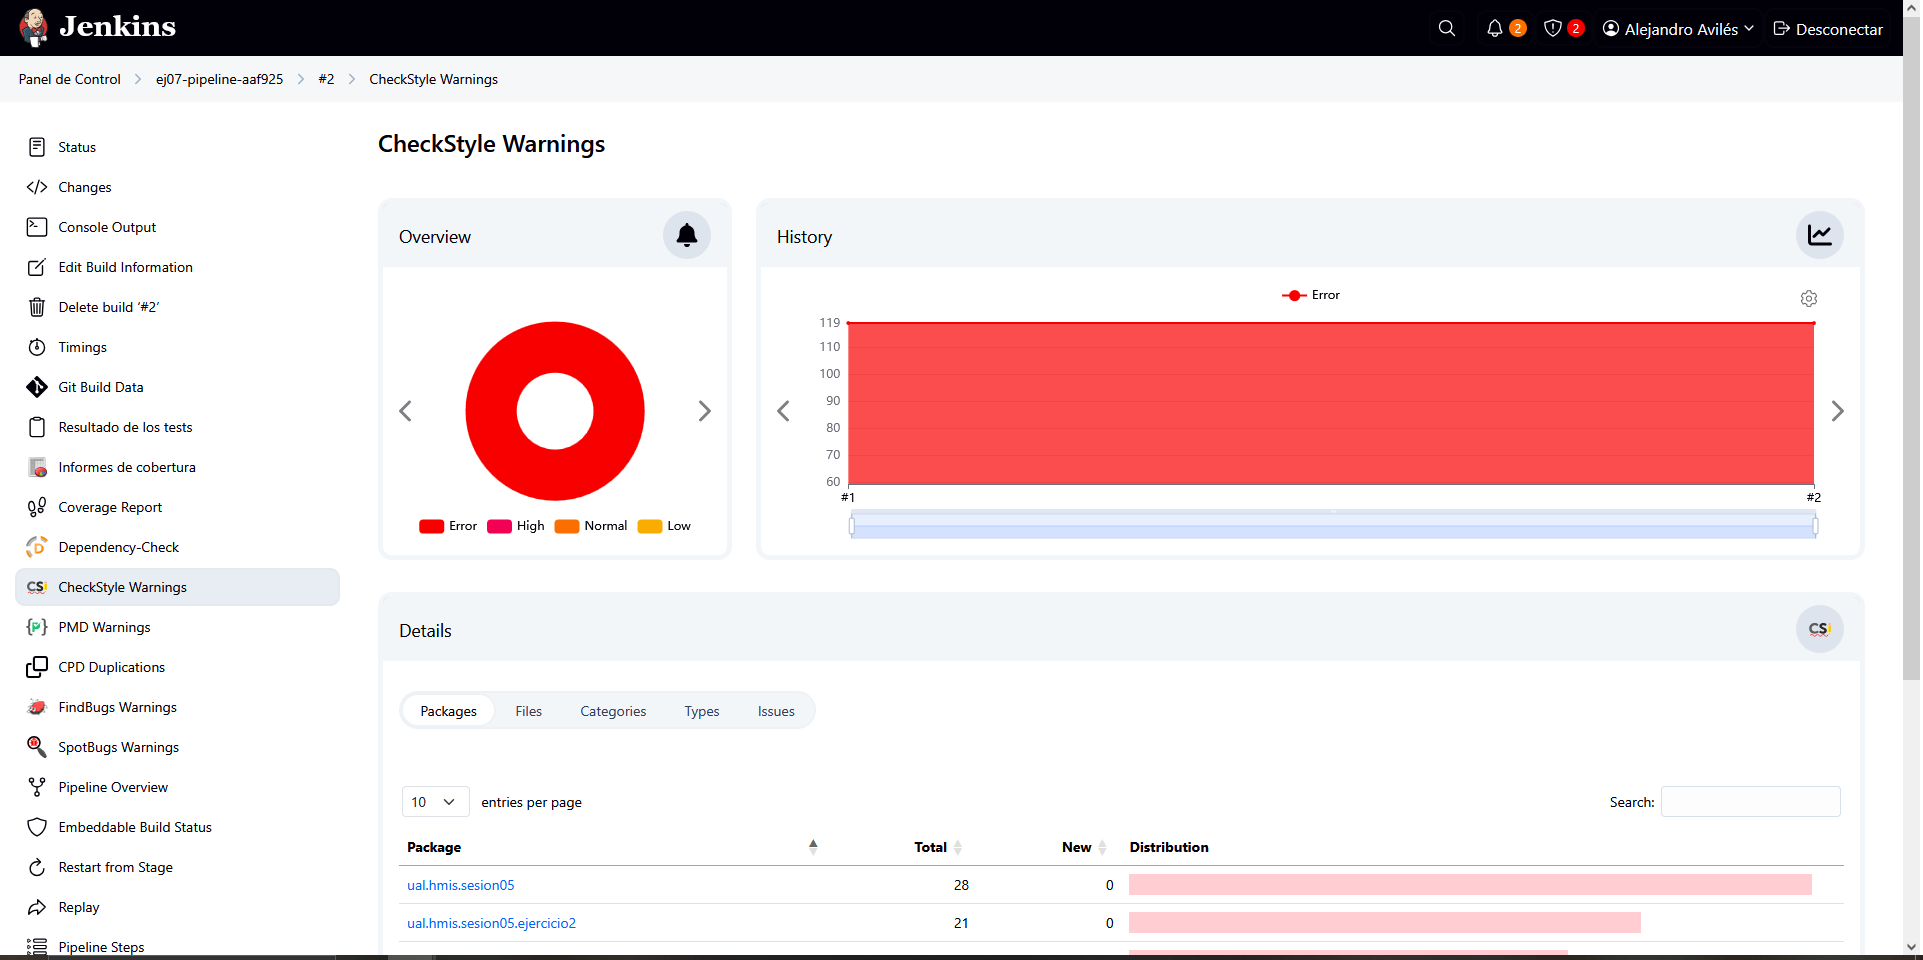 Jenkins
2
2
Alejandro Avilés
Desconectar
Panel de Control
ej07-pipeline-aaf925
#2
CheckStyle Warnings
Status
Changes
Console Output
Edit Build Information
Delete build ‘#2’
Timings
Git Build Data
Resultado de los tests
Informes de cobertura
Coverage Report
Dependency-Check
CheckStyle Warnings
PMD Warnings
CPD Duplications
FindBugs Warnings
SpotBugs Warnings
Pipeline Overview
Embeddable Build Status
Restart from Stage
Replay
Pipeline Steps
CheckStyle Warnings
Overview
Error High Normal Low
History
Error
119
110
100
90
80
70
60
#1 #2
Details
CS
Packages Files Categories Types Issues
10 entries per page
Search:
Package Total New Distribution
ual.hmis.sesion05 28 0
ual.hmis.sesion05.ejercicio2 21 0